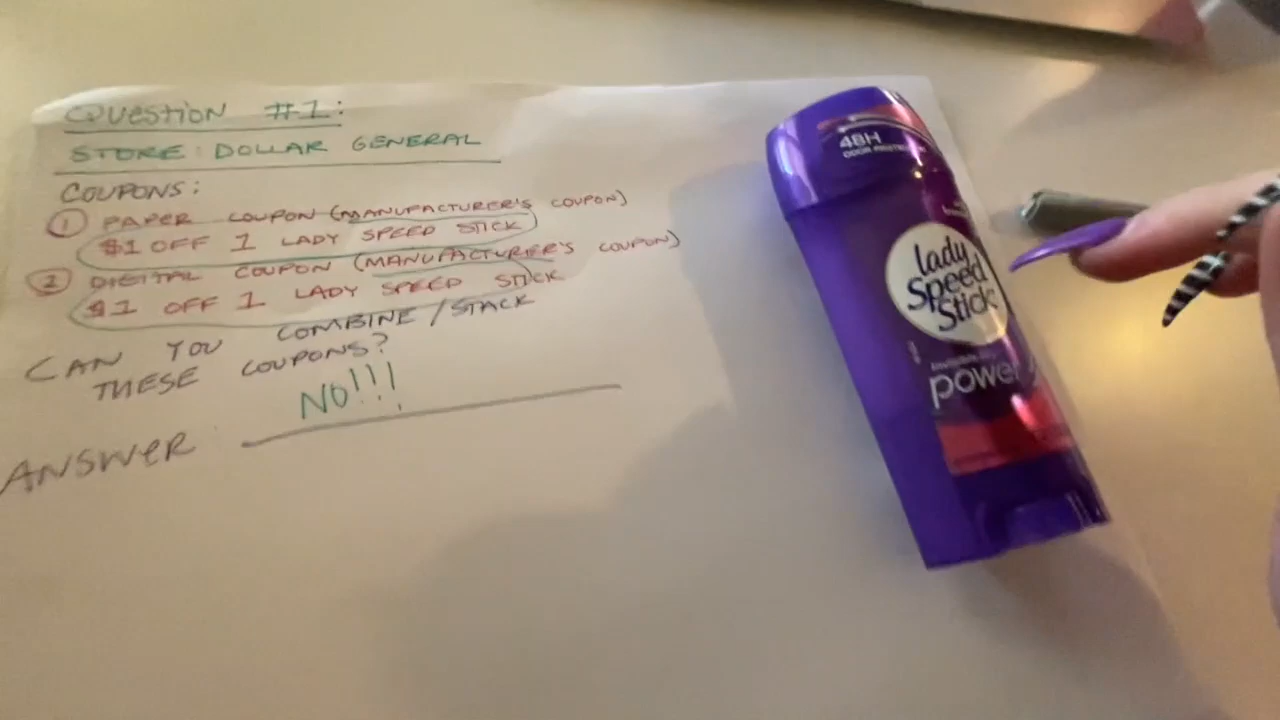 QUESTION #1:
STORE: DOLLAR GENERAL
COUPONS:
① PAPER COUPON (MANUFACTURER'S COUPON)
$1 OFF 1 LADY SPEED STICK
② DIGITAL COUPON (MANUFACTURER'S COUPON)
$1 OFF 1 LADY SPEED STICK
CAN YOU COMBINE/STACK
THESE COUPONS?
NO!!!
ANSWER
48H
ODOR
lady
Speed
Stick
power